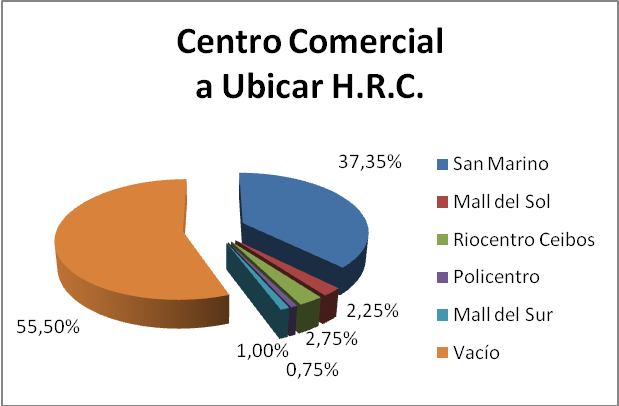 Centro Comercial
a Ubicar H.R.C.
37,35%
2,25%
2,75%
0,75%
1,00%
55,50%
San Marino
Mall del Sol
Riocentro Ceibos
Policentro
Mall del Sur
Vacío